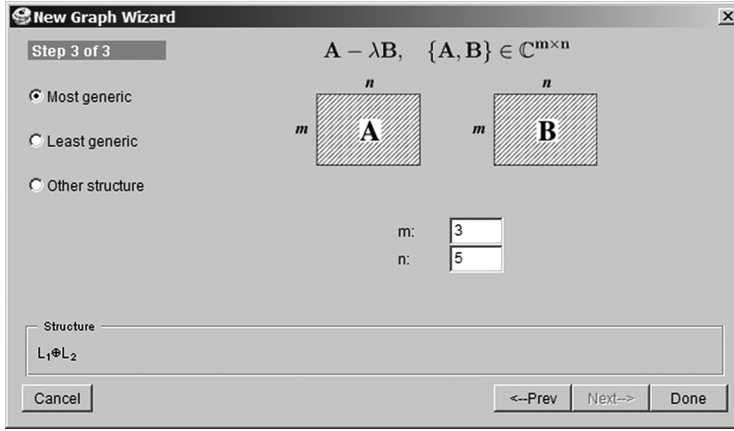 New Graph Wizard
Step 3 of 3
A − λB, {A, B} ∈ ℂ^{m×n}
Most generic
Least generic
Other structure
n
n
m
A
m
B
m: 3
n: 5
Structure
L₁⊕L₂
Cancel
<--Prev
Next-->
Done